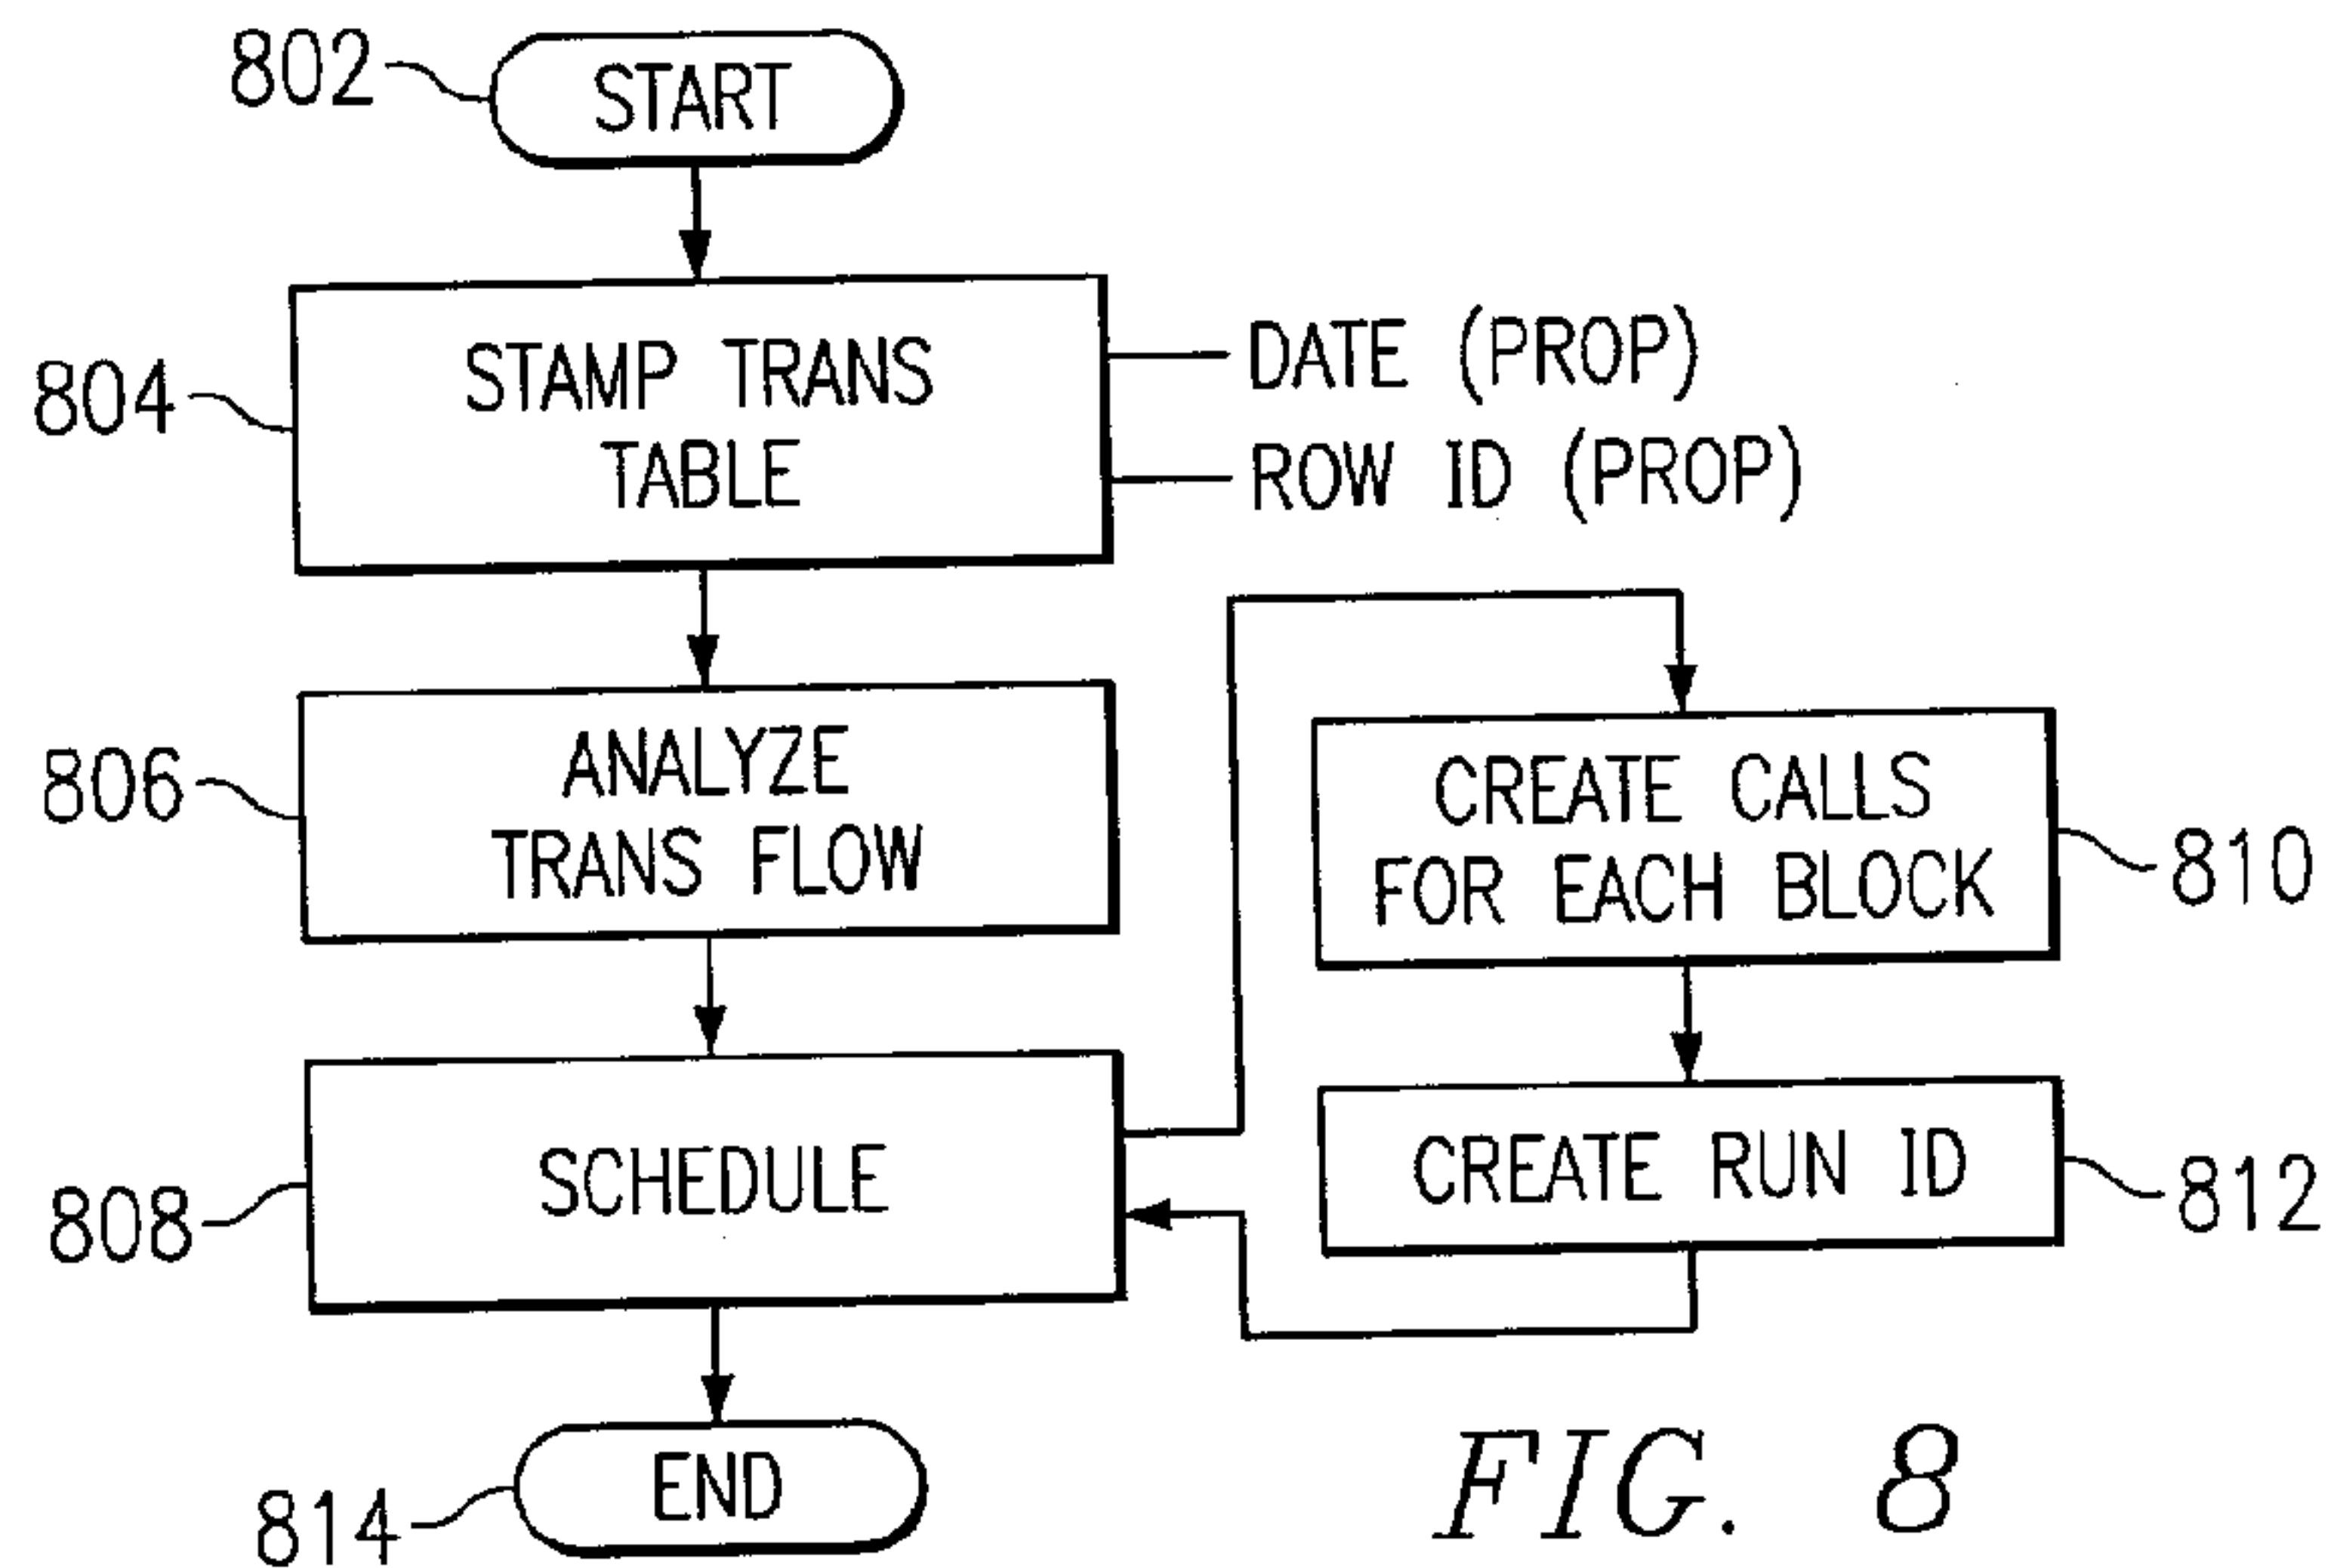 802
START
804
STAMP TRANS
TABLE
DATE (PROP)
ROW ID (PROP)
806
ANALYZE
TRANS FLOW
808
SCHEDULE
CREATE CALLS
FOR EACH BLOCK
810
CREATE RUN ID
812
814
END
FIG. 8